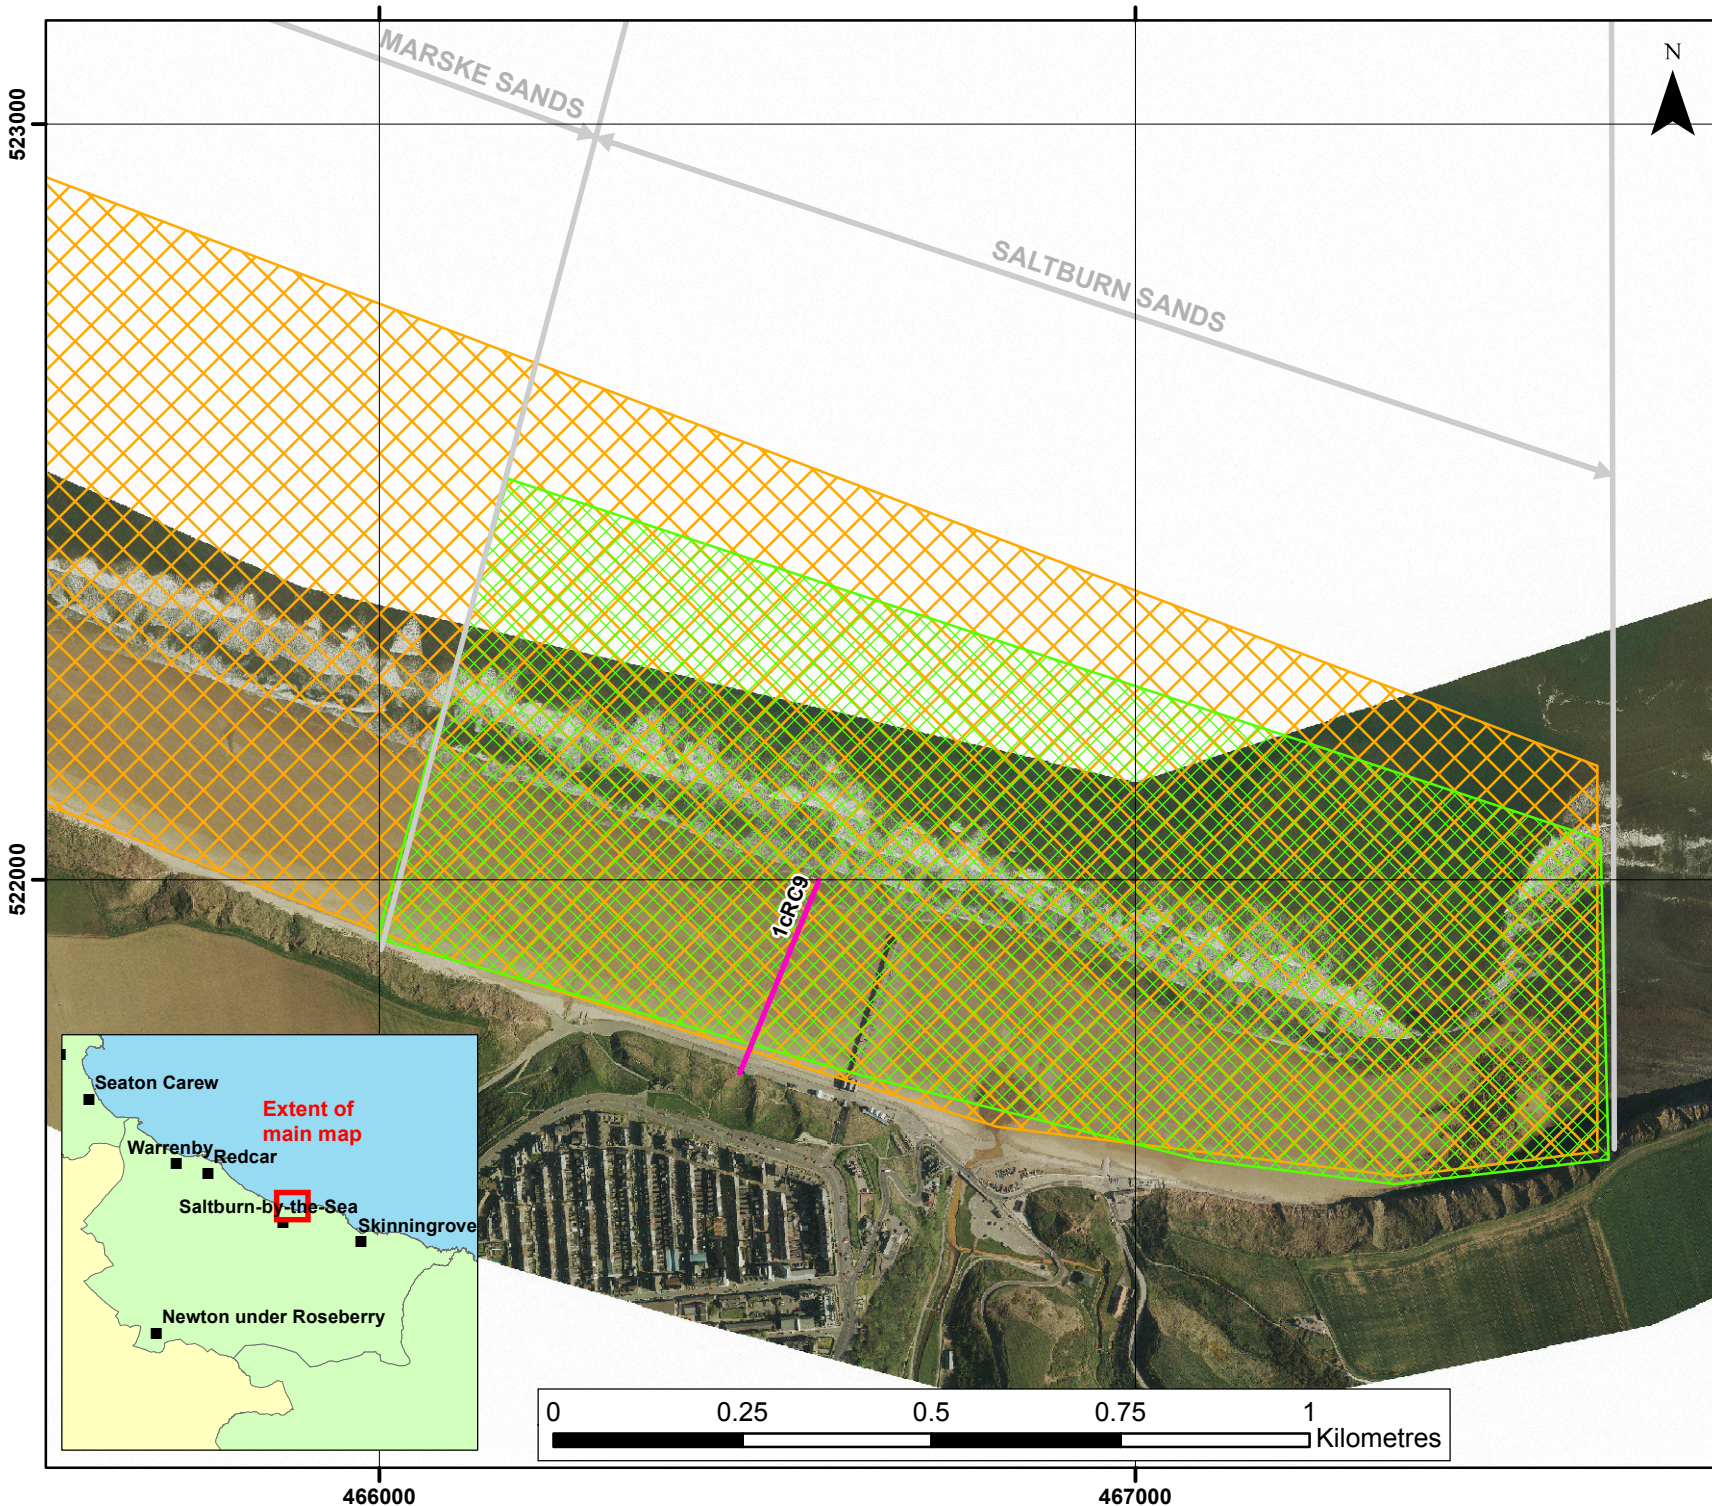 N
MARSKE SANDS
523000
SALTBURN SANDS
522000
1cRC9
Seaton Carew
Extent of
main map
Warrenby
Redcar
Saltburn-by-the-Sea
Skinningrove
Newton under Roseberry
0 0.25 0.5 0.75 1
Kilometres
466000 467000